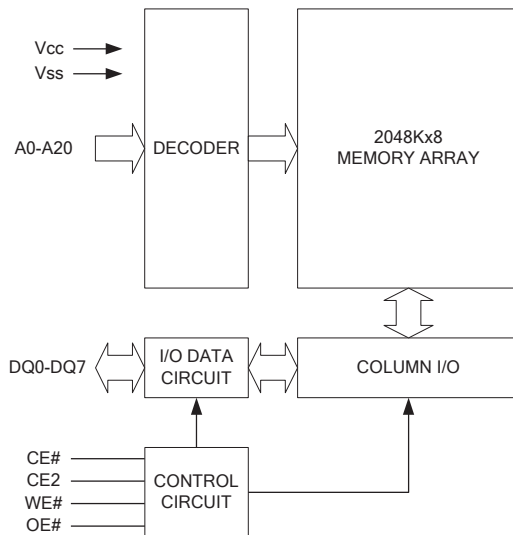 Vcc
Vss
A0-A20
DECODER
2048Kx8
MEMORY ARRAY
DQ0-DQ7
I/O DATA
CIRCUIT
COLUMN I/O
CE#
CE2
WE#
OE#
CONTROL
CIRCUIT